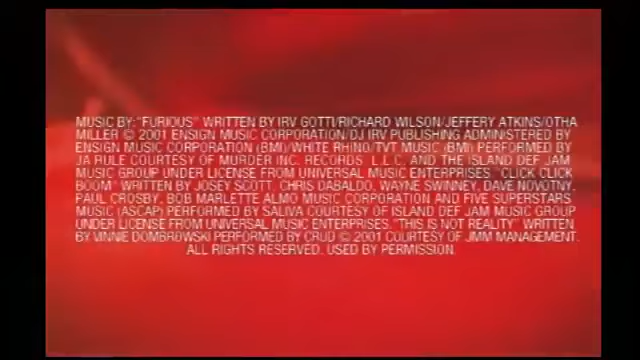 MUSIC BY: "FURIOUS" WRITTEN BY IRV GOTTI/RICHARD WILSON/JEFFERY ATKINS/OTHA
MILLER © 2001 ENSIGN MUSIC CORPORATION/DJ IRV PUBLISHING ADMINISTERED BY
ENSIGN MUSIC CORPORATION (BMI)/WHITE RHINO/TVT MUSIC (BMI) PERFORMED BY
JA RULE COURTESY OF MURDER INC. RECORDS, L.L.C. AND THE ISLAND DEF JAM
MUSIC GROUP UNDER LICENSE FROM UNIVERSAL MUSIC ENTERPRISES. "CLICK CLICK
BOOM" WRITTEN BY JOSEY SCOTT, CHRIS DABALDO, WAYNE SWINNEY, DAVE NOVOTNY,
PAUL CROSBY, BOB MARLETTE ALMO MUSIC CORPORATION AND FIVE SUPERSTARS
MUSIC (ASCAP) PERFORMED BY SALIVA COURTESY OF ISLAND DEF JAM MUSIC GROUP
UNDER LICENSE FROM UNIVERSAL MUSIC ENTERPRISES. "THIS IS NOT REALITY" WRITTEN
BY VINNIE DOMBROWSKI PERFORMED BY CRUD © 2001 COURTESY OF JMM MANAGEMENT.
ALL RIGHTS RESERVED. USED BY PERMISSION.